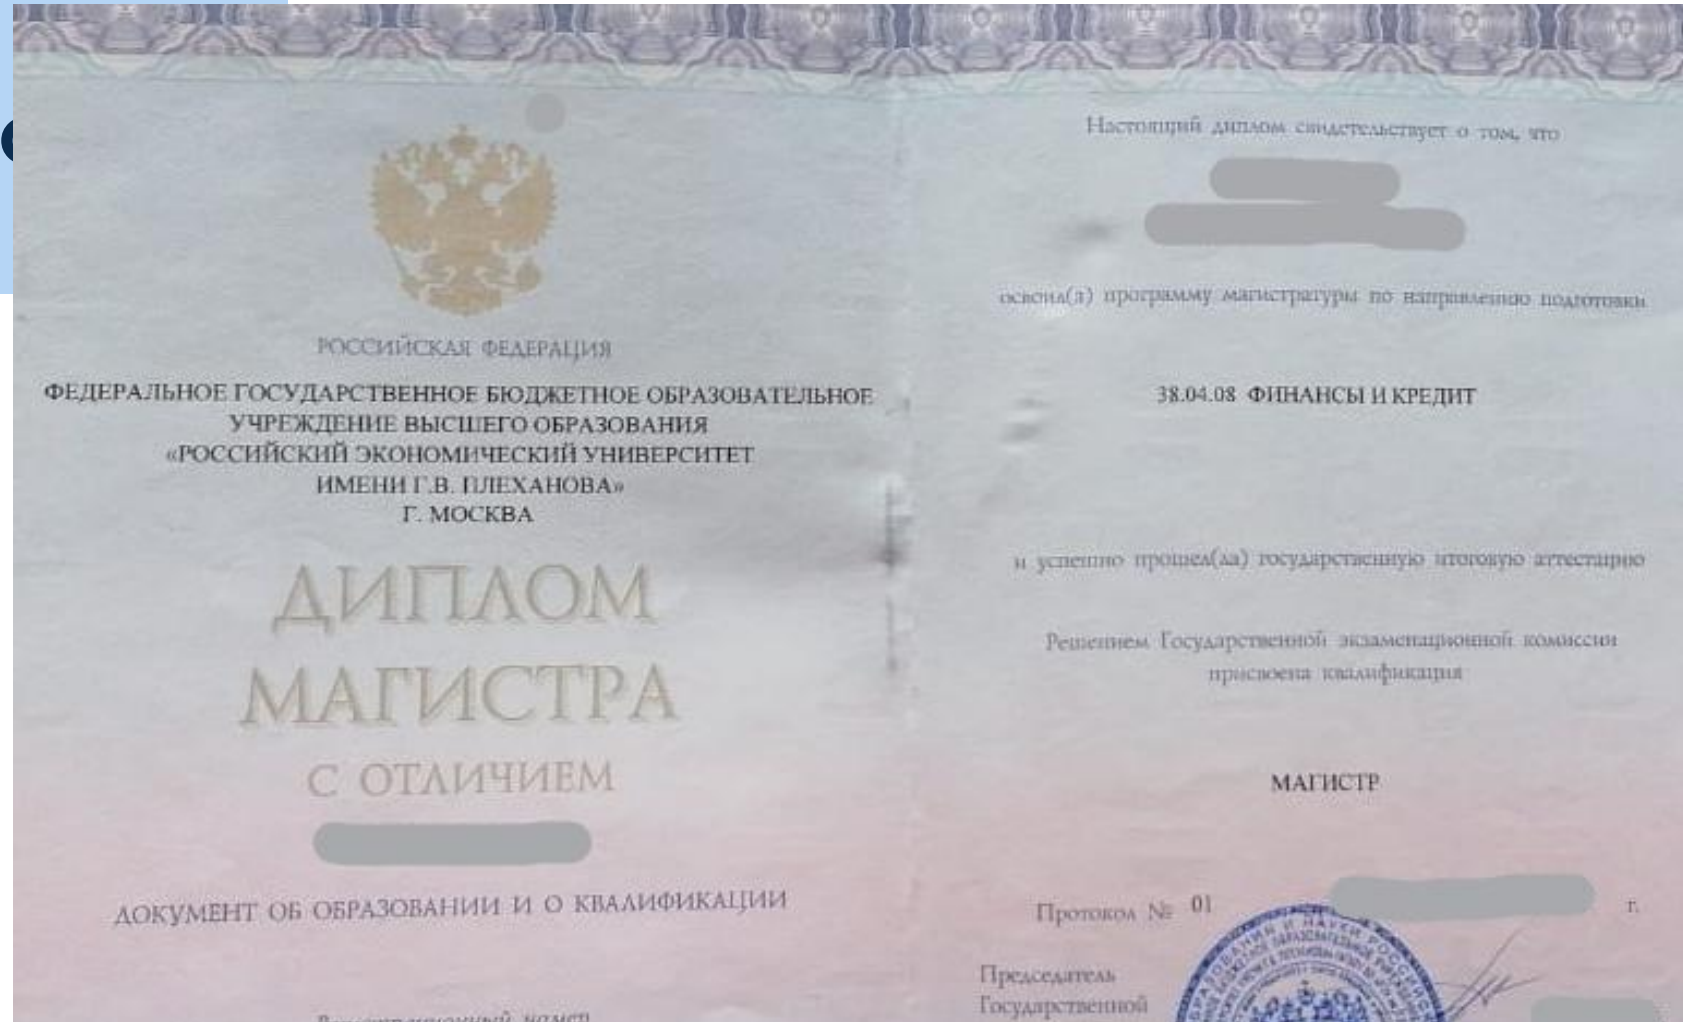 РОССИЙСКАЯ ФЕДЕРАЦИЯ
ФЕДЕРАЛЬНОЕ ГОСУДАРСТВЕННОЕ БЮДЖЕТНОЕ ОБРАЗОВАТЕЛЬНОЕ
УЧРЕЖДЕНИЕ ВЫСШЕГО ОБРАЗОВАНИЯ
«РОССИЙСКИЙ ЭКОНОМИЧЕСКИЙ УНИВЕРСИТЕТ
ИМЕНИ Г.В. ПЛЕХАНОВА»
Г. МОСКВА
ДИПЛОМ
МАГИСТРА
С ОТЛИЧИЕМ
ДОКУМЕНТ ОБ ОБРАЗОВАНИИ И О КВАЛИФИКАЦИИ
Регистрационный номер
Настоящий диплом свидетельствует о том, что
освоил(а) программу магистратуры по направлению подготовки
38.04.08 ФИНАНСЫ И КРЕДИТ
и успешно прошел(ла) государственную итоговую аттестацию
Решением Государственной экзаменационной комиссии
присвоена квалификация
МАГИСТР
Протокол № 01 г.
Председатель
Государственной